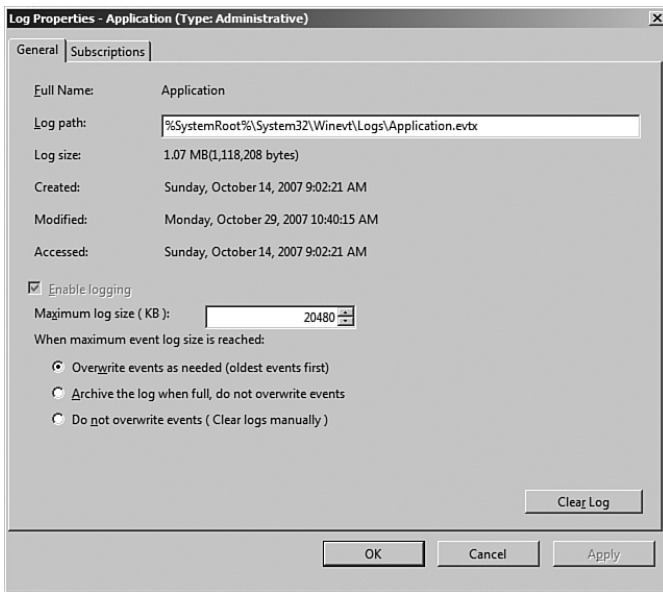 Log Properties - Application (Type: Administrative)
General Subscriptions
Full Name: Application
Log path: %SystemRoot%\System32\Winevt\Logs\Application.evtx
Log size: 1.07 MB(1,118,208 bytes)
Created: Sunday, October 14, 2007 9:02:21 AM
Modified: Monday, October 29, 2007 10:40:15 AM
Accessed: Sunday, October 14, 2007 9:02:21 AM
Enable logging
Maximum log size ( KB ): 20480
When maximum event log size is reached:
Overwrite events as needed (oldest events first)
Archive the log when full, do not overwrite events
Do not overwrite events ( Clear logs manually )
Clear Log
OK Cancel Apply